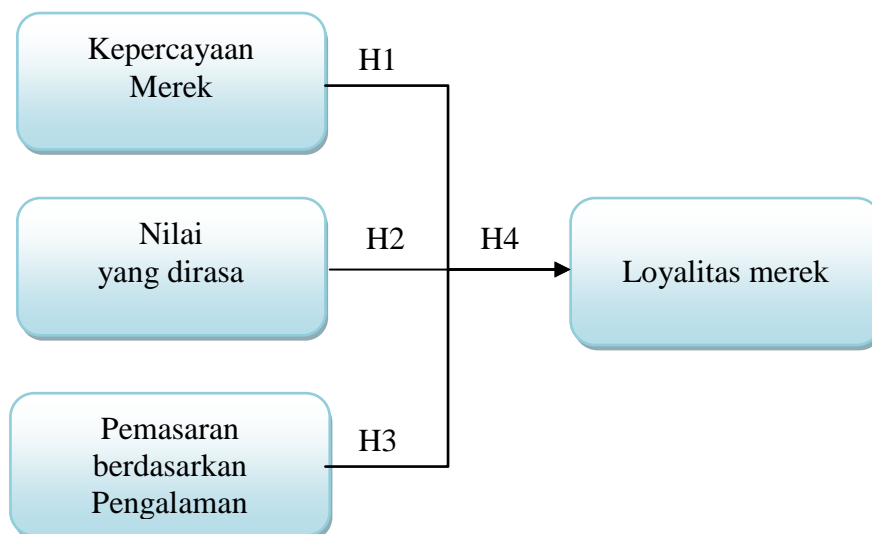 Kepercayaan
Merek
H1
Nilai
yang dirasa
H2
H4
Loyalitas merek
Pemasaran
berdasarkan
Pengalaman
H3